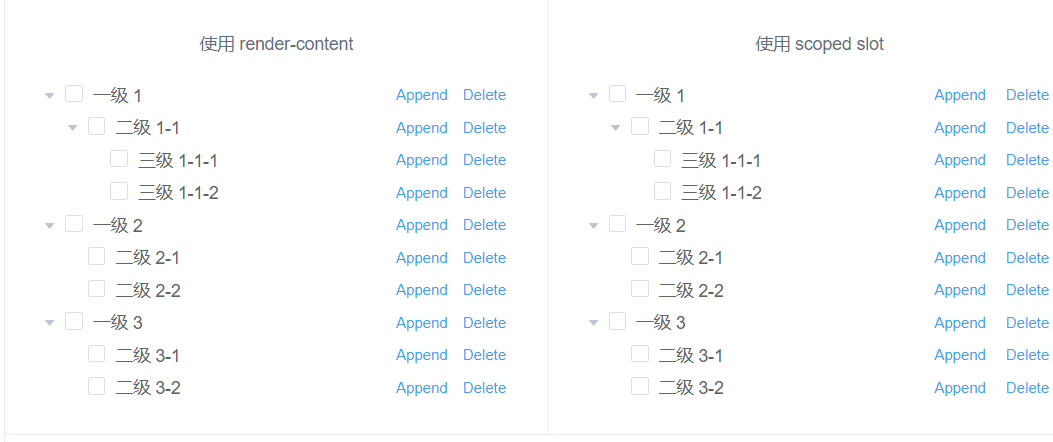 使用 render-content
一级 1 Append Delete
二级 1-1 Append Delete
三级 1-1-1 Append Delete
三级 1-1-2 Append Delete
一级 2 Append Delete
二级 2-1 Append Delete
二级 2-2 Append Delete
一级 3 Append Delete
二级 3-1 Append Delete
二级 3-2 Append Delete
使用 scoped slot
一级 1 Append Delete
二级 1-1 Append Delete
三级 1-1-1 Append Delete
三级 1-1-2 Append Delete
一级 2 Append Delete
二级 2-1 Append Delete
二级 2-2 Append Delete
一级 3 Append Delete
二级 3-1 Append Delete
二级 3-2 Append Delete